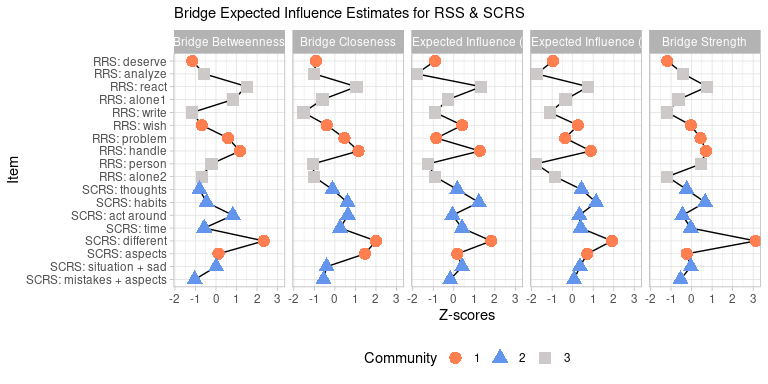 Bridge Expected Influence Estimates for RSS & SCRS
Bridge Betweenness
Bridge Closeness
Expected Influence (
Expected Influence (
Bridge Strength
Item
RRS: deserve
RRS: analyze
RRS: react
RRS: alone1
RRS: write
RRS: wish
RRS: problem
RRS: handle
RRS: person
RRS: alone2
SCRS: thoughts
SCRS: habits
SCRS: act around
SCRS: time
SCRS: different
SCRS: aspects
SCRS: situation + sad
SCRS: mistakes + aspects
-2 -1 0 1 2 3 -2 -1 0 1 2 3 -2 -1 0 1 2 3 -2 -1 0 1 2 3 -2 -1 0 1 2 3
Z-scores
Community 1 2 3